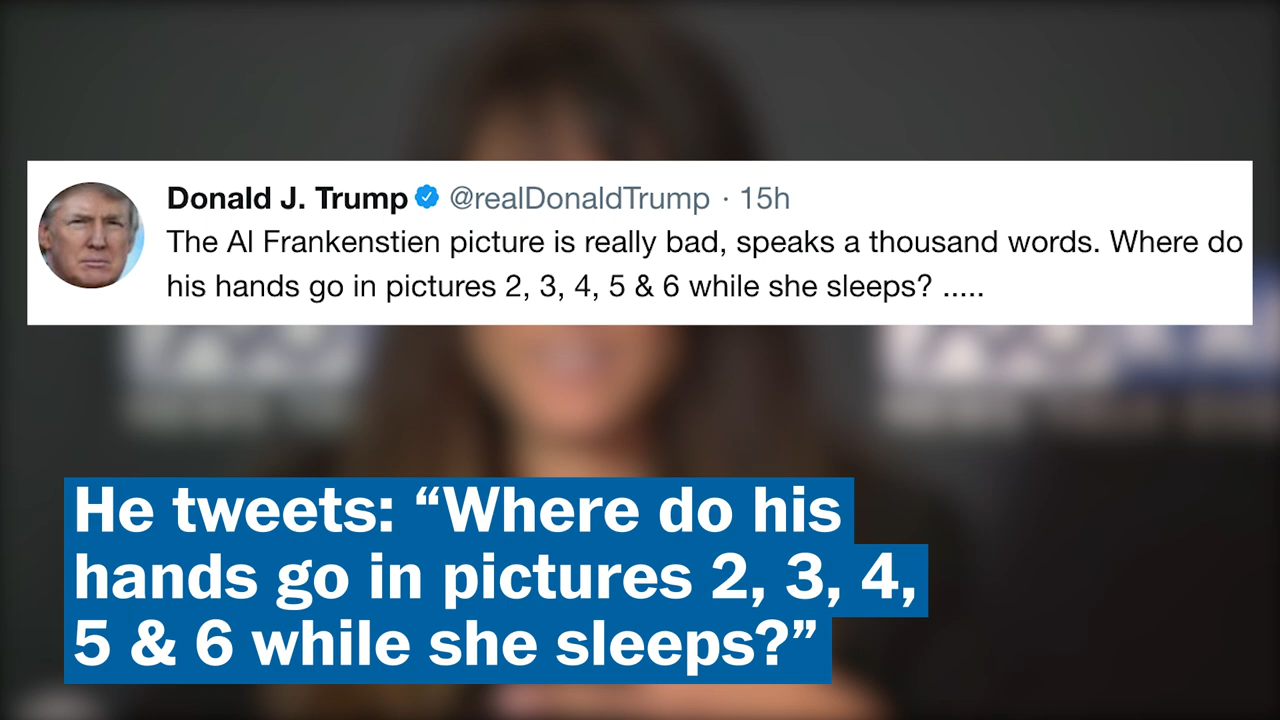 Donald J. Trump @realDonaldTrump · 15h
The Al Frankenstien picture is really bad, speaks a thousand words. Where do
his hands go in pictures 2, 3, 4, 5 & 6 while she sleeps? .....
He tweets: “Where do his
hands go in pictures 2, 3, 4,
5 & 6 while she sleeps?”